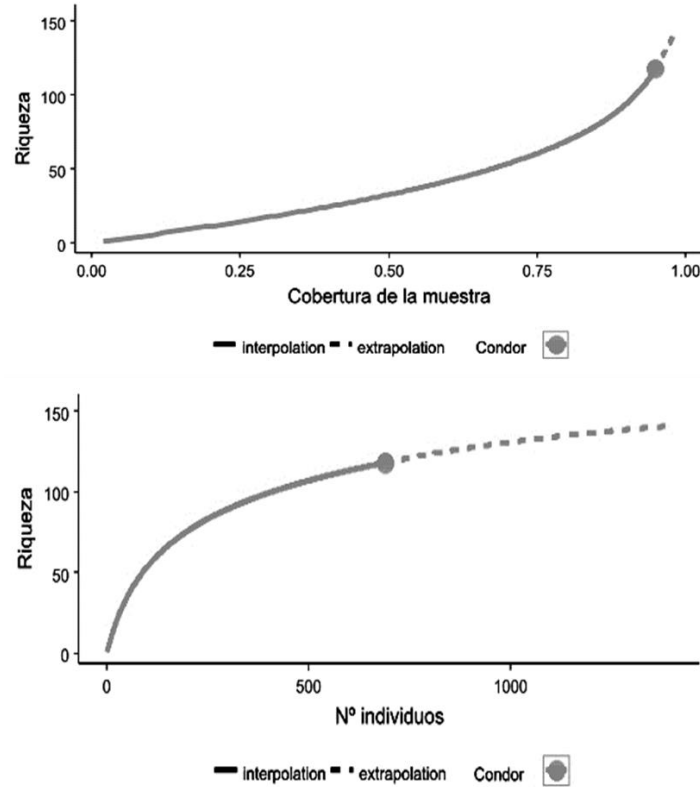 150
100
50
0
Riqueza
0.00 0.25 0.50 0.75 1.00
Cobertura de la muestra
interpolation extrapolation Condor
150
100
50
0
Riqueza
0 500 1000
Nº individuos
interpolation extrapolation Condor